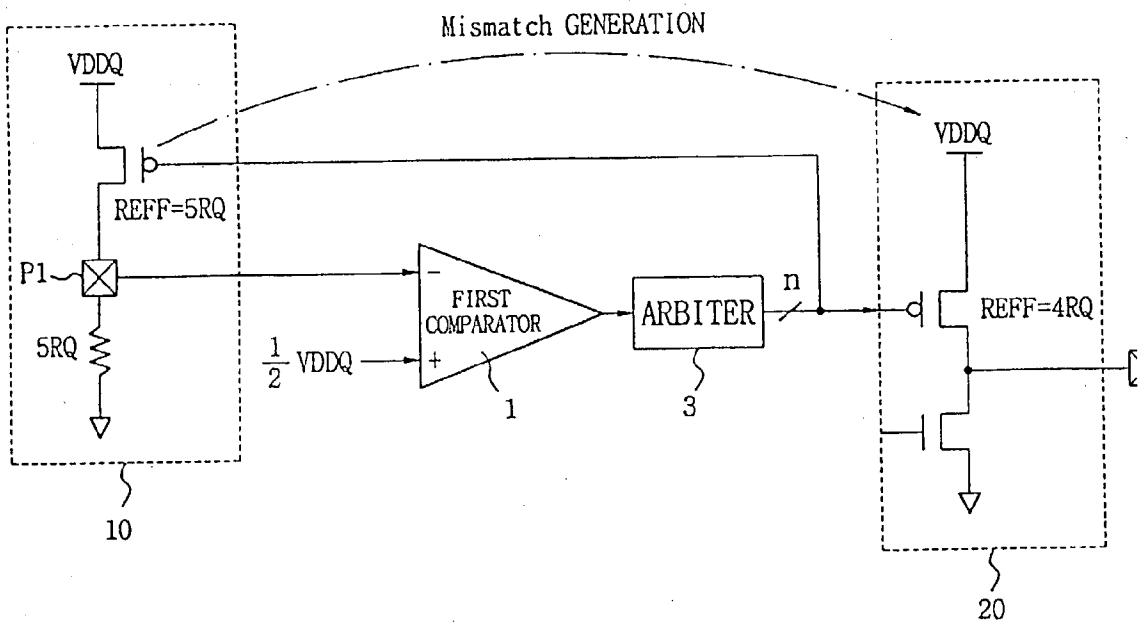 Mismatch GENERATION
VDDQ
REFF=5RQ
P1
5RQ
10
−
FIRST
COMPARATOR
1/2 VDDQ
+
1
ARBITER
3
n
VDDQ
REFF=4RQ
20